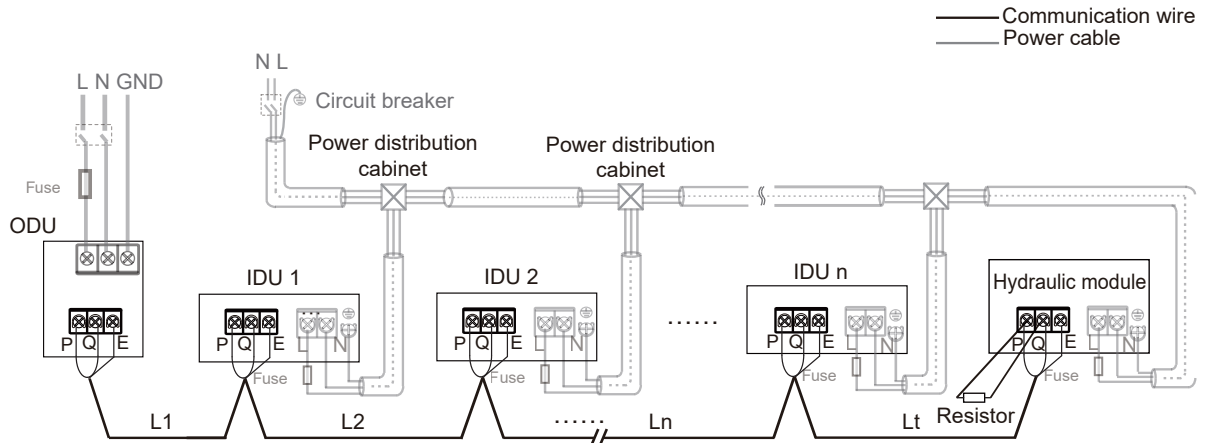 Communication wire
Power cable
L N GND
N L
Circuit breaker
Power distribution
cabinet
Power distribution
cabinet
Fuse
ODU
IDU 1
IDU 2
IDU n
Hydraulic module
P Q E
P Q E
L N
P Q E
L N
P Q E
L N
P Q E
L N
Fuse
Fuse
Fuse
Fuse
......
Resistor
L1
L2
......
Ln
Lt